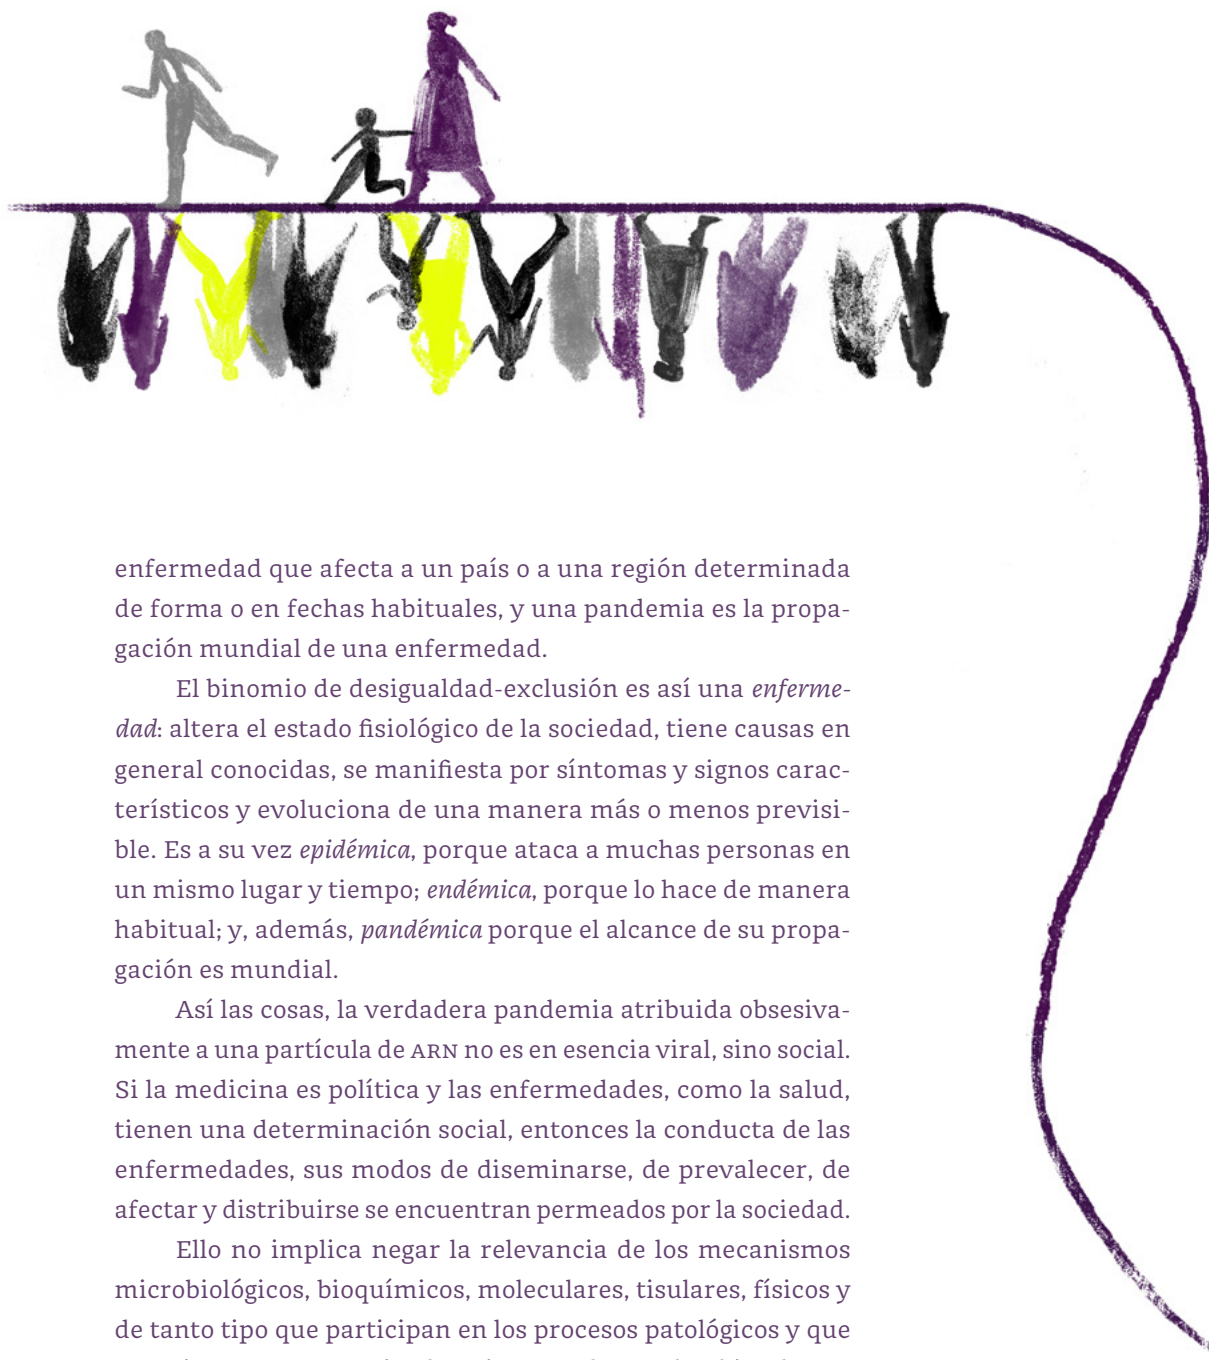 enfermedad que afecta a un país o a una región determinada
de forma o en fechas habituales, y una pandemia es la propa-
gación mundial de una enfermedad.
El binomio de desigualdad-exclusión es así una enferme-
dad: altera el estado fisiológico de la sociedad, tiene causas en
general conocidas, se manifiesta por síntomas y signos carac-
terísticos y evoluciona de una manera más o menos previsi-
ble. Es a su vez epidémica, porque ataca a muchas personas en
un mismo lugar y tiempo; endémica, porque lo hace de manera
habitual; y, además, pandémica porque el alcance de su propa-
gación es mundial.
Así las cosas, la verdadera pandemia atribuida obsesiva-
mente a una partícula de ARN no es en esencia viral, sino social.
Si la medicina es política y las enfermedades, como la salud,
tienen una determinación social, entonces la conducta de las
enfermedades, sus modos de diseminarse, de prevalecer, de
afectar y distribuirse se encuentran permeados por la sociedad.
Ello no implica negar la relevancia de los mecanismos
microbiológicos, bioquímicos, moleculares, tisulares, físicos y
de tanto tipo que participan en los procesos patológicos y que